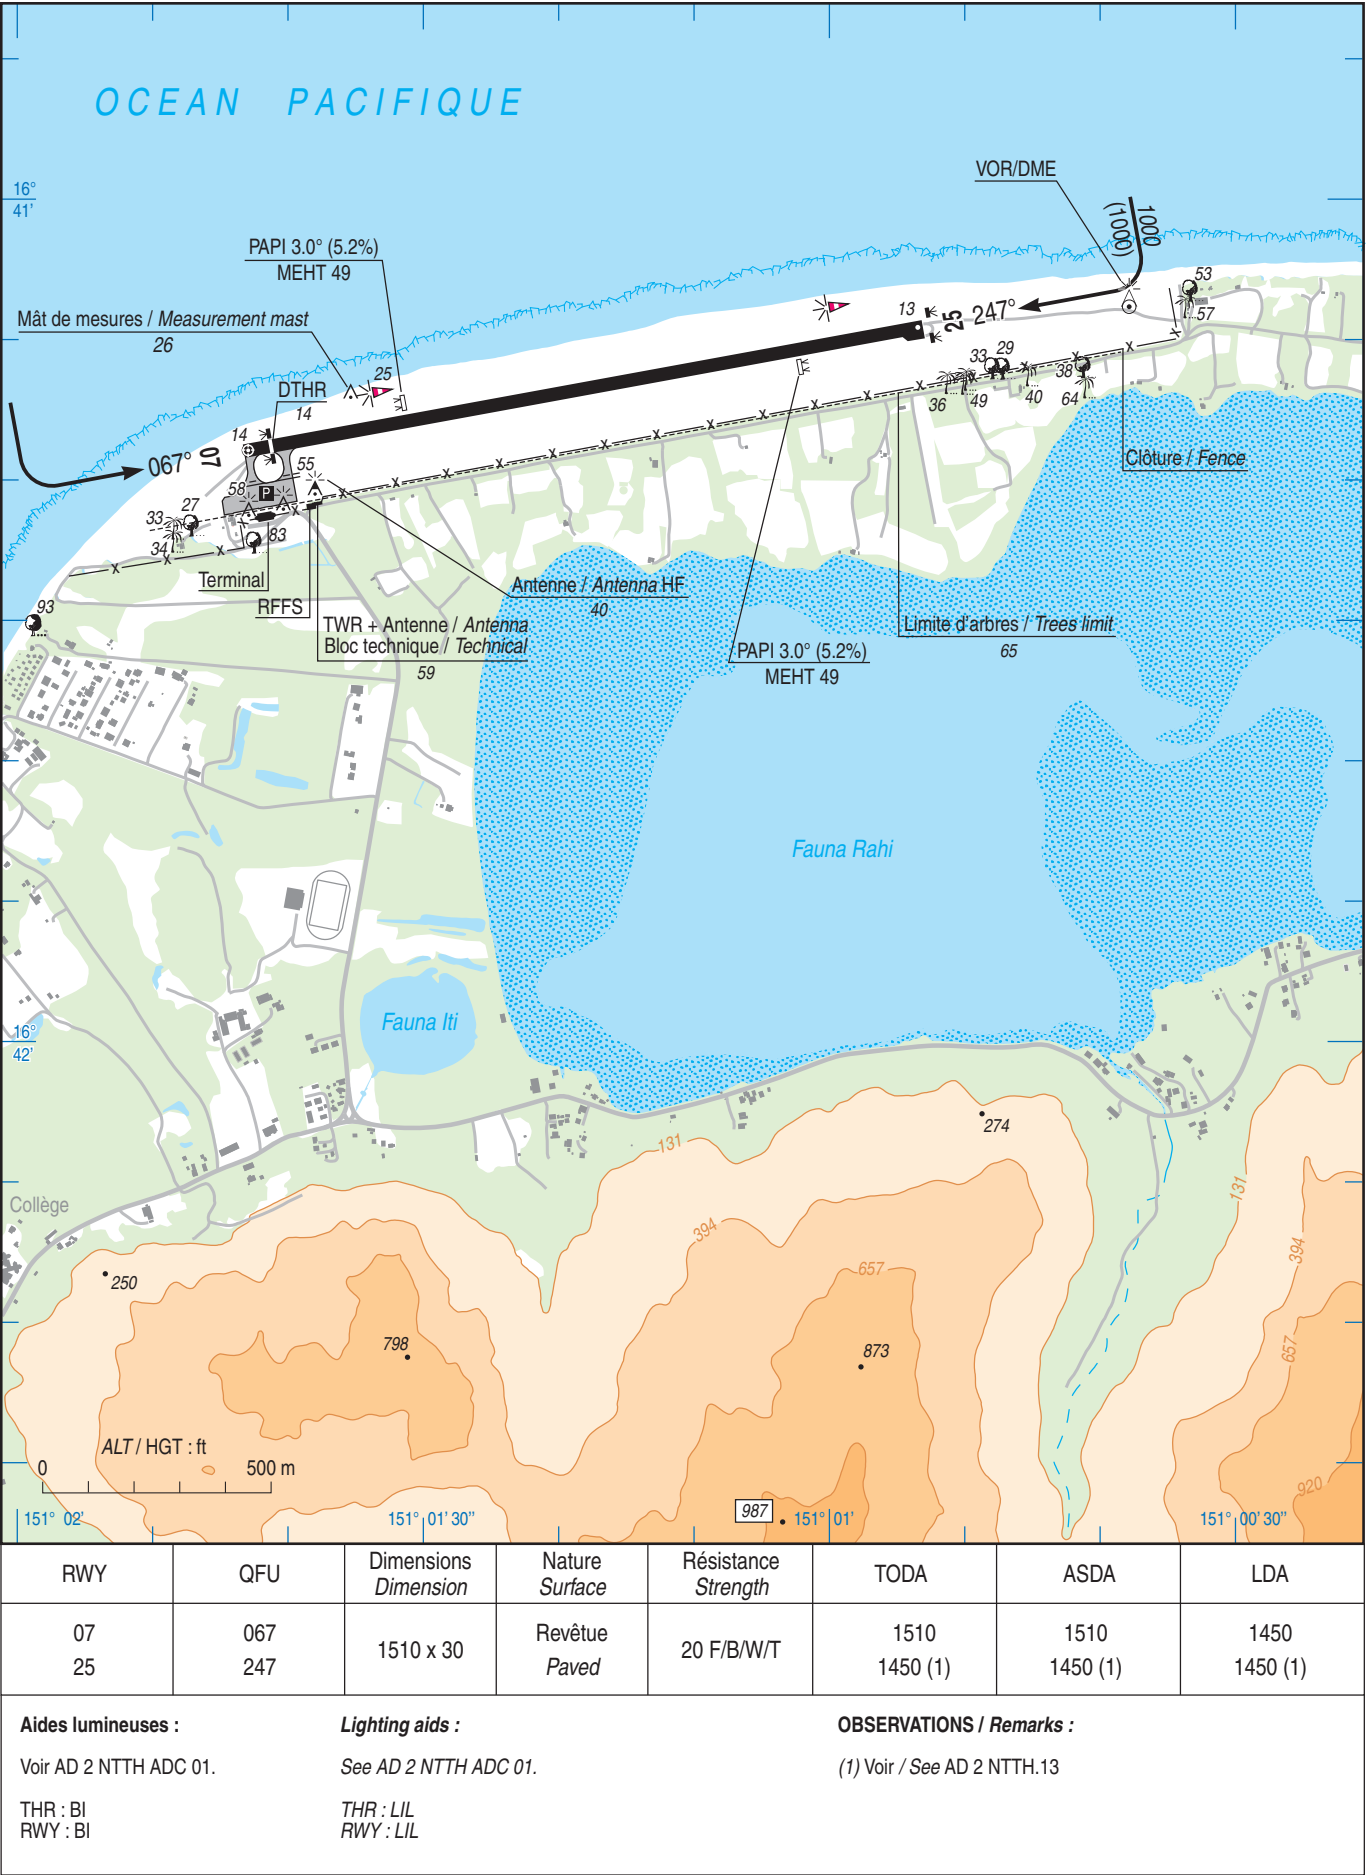 OCEAN PACIFIQUE
VOR/DME
16°
41'
1000
(1000)
PAPI 3.0° (5.2%)
MEHT 49
53
57
13
25
247°
Mât de mesures / Measurement mast
26
25
33
29
38
DTHR
14
36
49
40
64
14
067°
07
55
Clôture / Fence
58
P
27
33
34
83
Terminal
Antenne / Antenna HF
40
RFFS
93
TWR + Antenne / Antenna
Bloc technique / Technical
59
Limite d'arbres / Trees limit
65
PAPI 3.0° (5.2%)
MEHT 49
Fauna Rahi
Fauna Iti
16°
42'
274
131
131
Collège
394
394
657
250
798
873
657
ALT / HGT : ft
0
500 m
920
987
151° 02'
151° 01' 30"
151° 01'
151° 00' 30"
RWY QFU Dimensions Nature Résistance TODA ASDA LDA
Dimension Surface Strength
07 067 1510 x 30 Revêtue 20 F/B/W/T 1510 1510 1450
25 247 Paved 1450 (1) 1450 (1) 1450 (1)
Aides lumineuses : Lighting aids : OBSERVATIONS / Remarks :
Voir AD 2 NTTH ADC 01. See AD 2 NTTH ADC 01. (1) Voir / See AD 2 NTTH.13
THR : BI THR : LIL
RWY : BI RWY : LIL